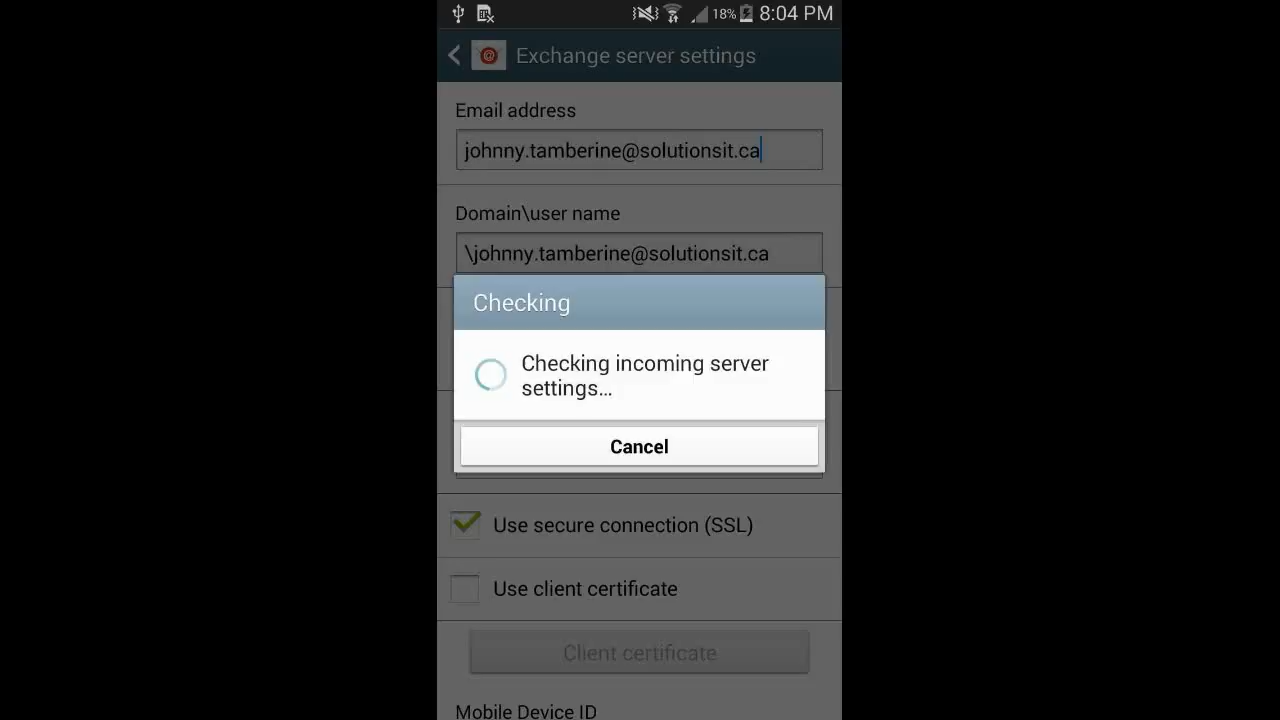 18% 8:04 PM
Exchange server settings
Email address
johnny.tamberine@solutionsit.ca
Domain\user name
\johnny.tamberine@solutionsit.ca
Checking
Checking incoming server
settings...
Cancel
Use secure connection (SSL)
Use client certificate
Client certificate
Mobile Device ID